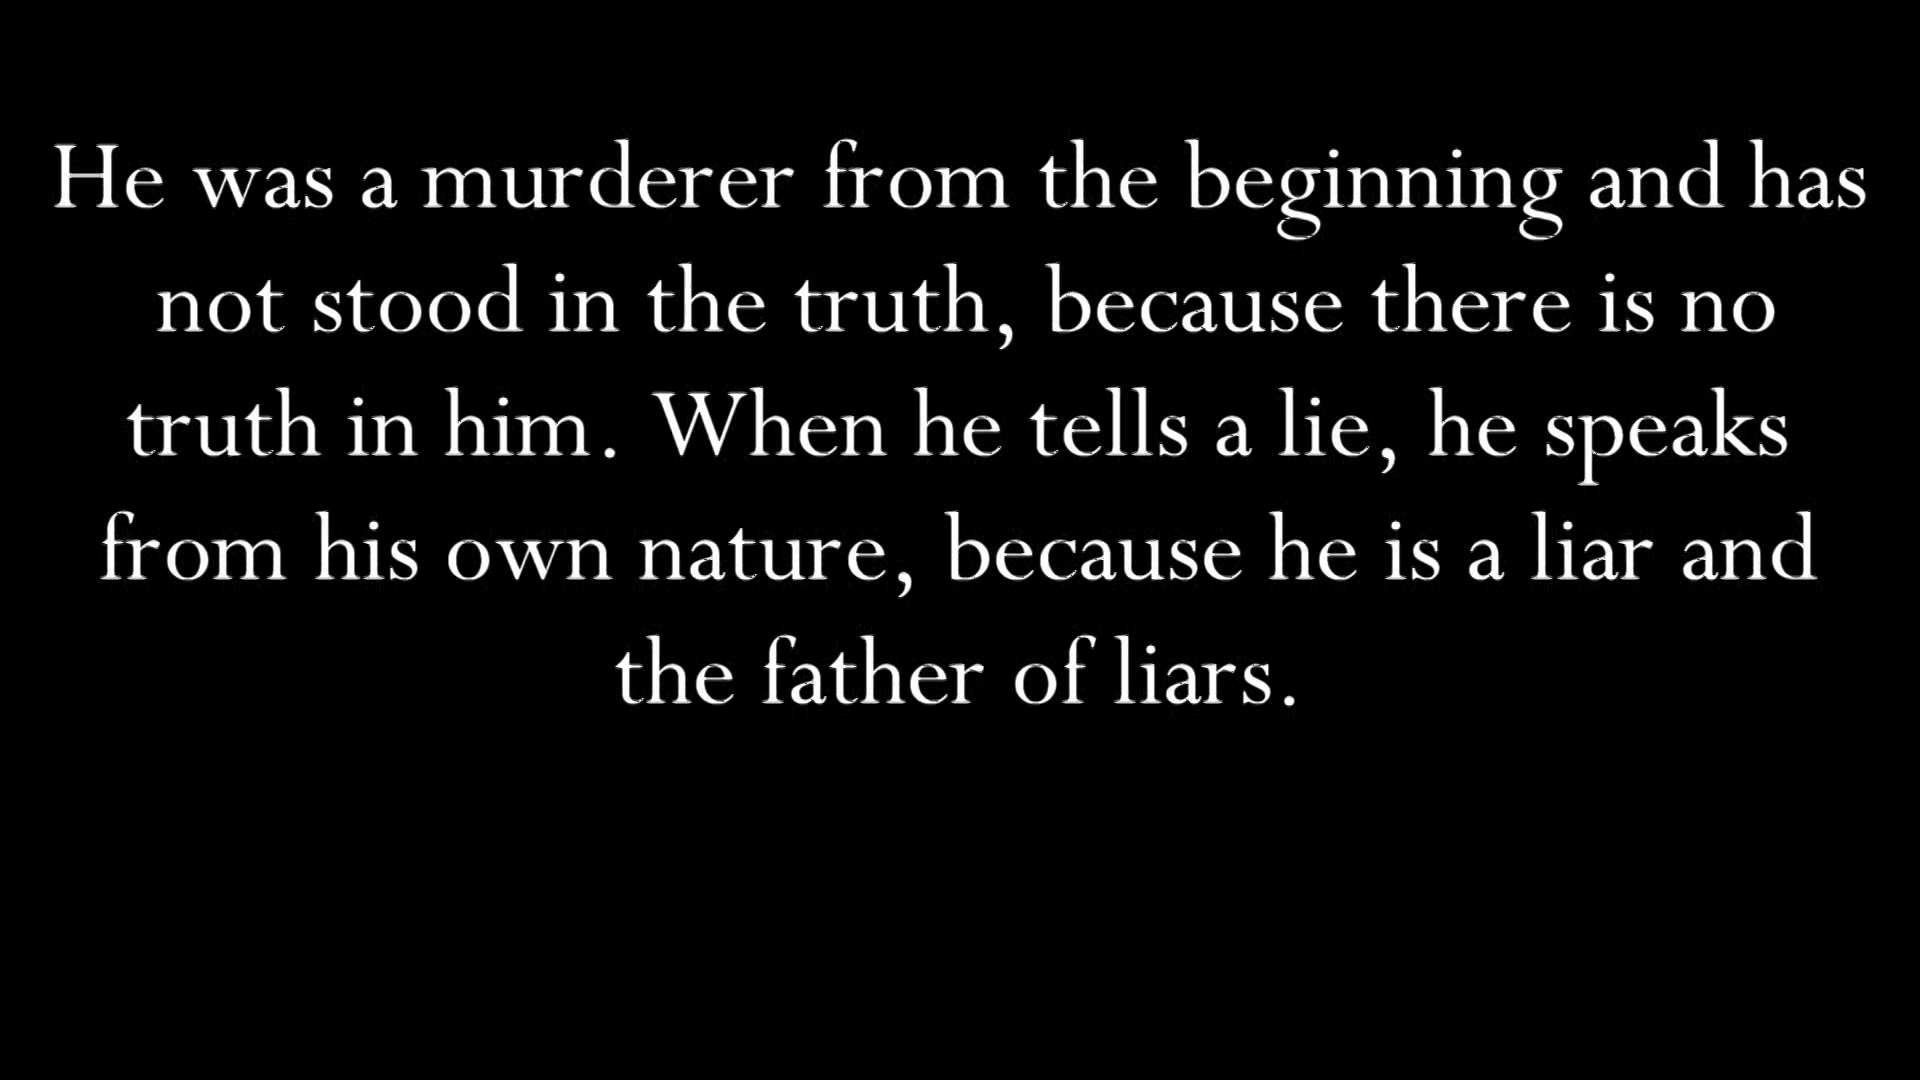 He was a murderer from the beginning and has
not stood in the truth, because there is no
truth in him. When he tells a lie, he speaks
from his own nature, because he is a liar and
the father of liars.